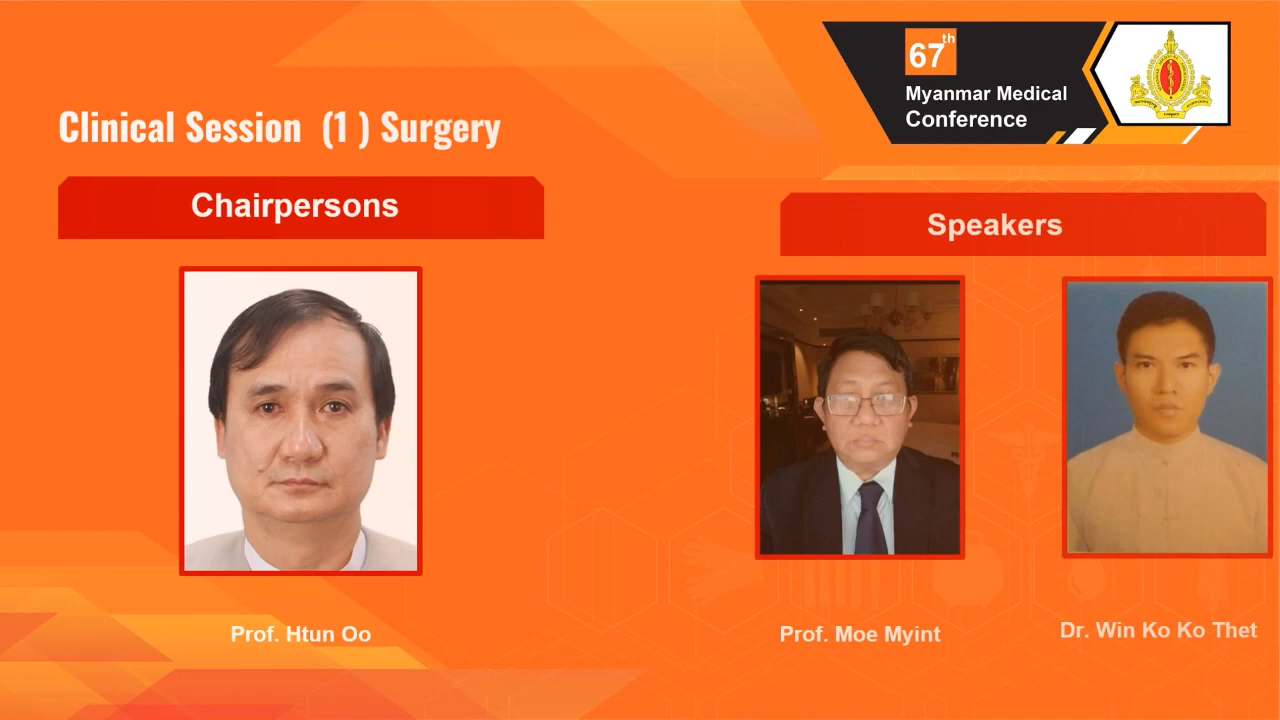 67th
Myanmar Medical
Conference
Clinical Session (1 ) Surgery
Chairpersons
Speakers
Prof. Htun Oo
Prof. Moe Myint
Dr. Win Ko Ko Thet